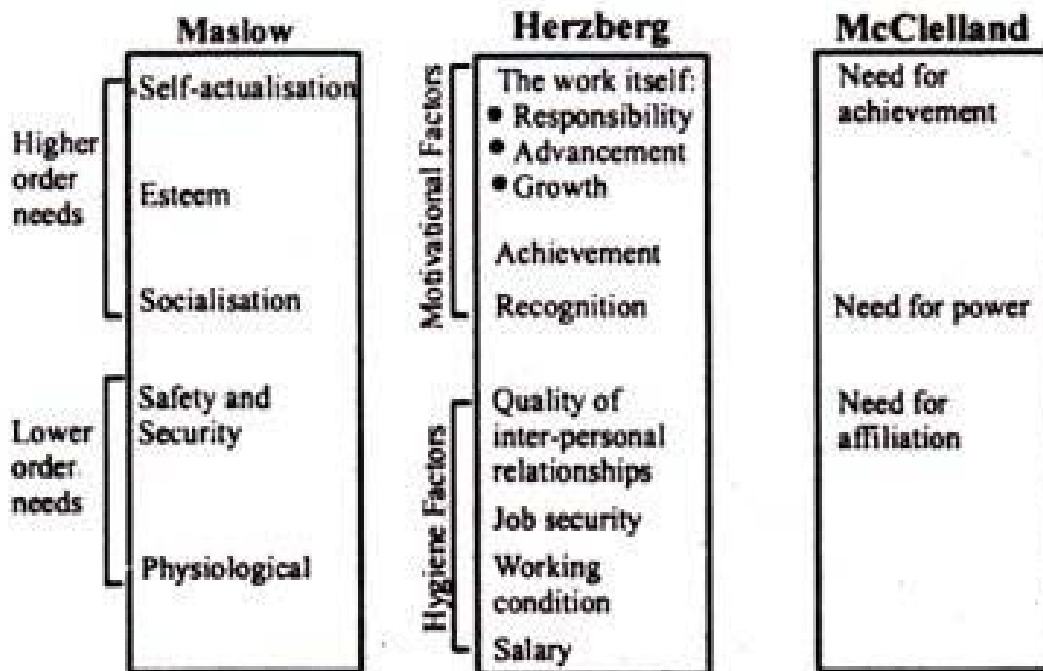 Maslow
Higher
order
needs
Self-actualisation
Esteem
Socialisation
Lower
order
needs
Safety and
Security
Physiological
Herzberg
Motivational Factors
The work itself:
• Responsibility
• Advancement
• Growth
Achievement
Recognition
Hygiene Factors
Quality of
inter-personal
relationships
Job security
Working
condition
Salary
McClelland
Need for
achievement
Need for power
Need for
affiliation